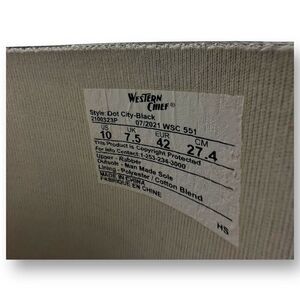 WESTERN
CHIEF®
Style: Dot City-Black
2100323P 07/2021 WSC 551
US UK EUR CM
10 7.5 42 27.4
This Product is Copyright Protected
For Info Contact:1-253-234-3000
Upper - Rubber
Outsole - Man Made Sole
Lining - Polyester / Cotton Blend
MADE IN CHINA
FABRIQUE EN CHINE
HS